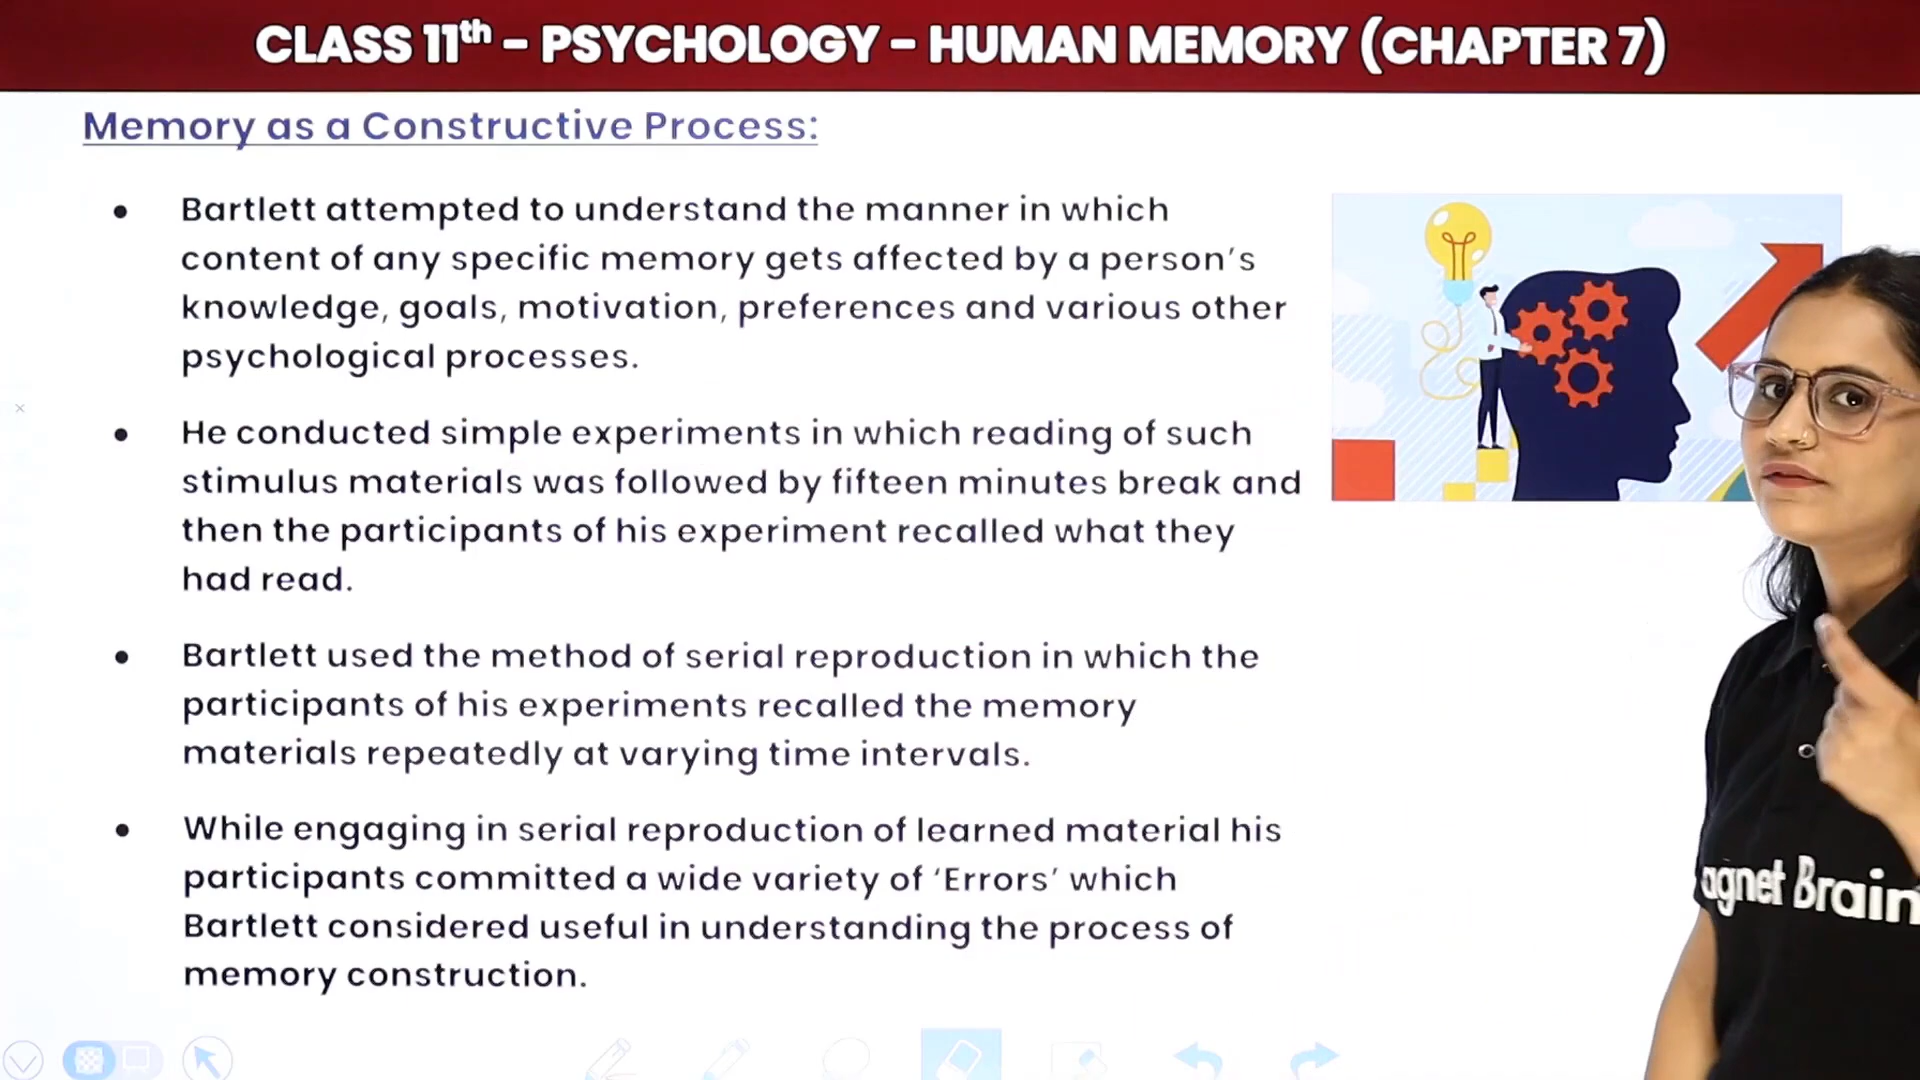 CLASS 11th – PSYCHOLOGY – HUMAN MEMORY (CHAPTER 7)
Memory as a Constructive Process:
• Bartlett attempted to understand the manner in which
content of any specific memory gets affected by a person’s
knowledge, goals, motivation, preferences and various other
psychological processes.
• He conducted simple experiments in which reading of such
stimulus materials was followed by fifteen minutes break and
then the participants of his experiment recalled what they
had read.
• Bartlett used the method of serial reproduction in which the
participants of his experiments recalled the memory
materials repeatedly at varying time intervals.
• While engaging in serial reproduction of learned material his
participants committed a wide variety of ‘Errors’ which
Bartlett considered useful in understanding the process of
memory construction.
agnet Brain